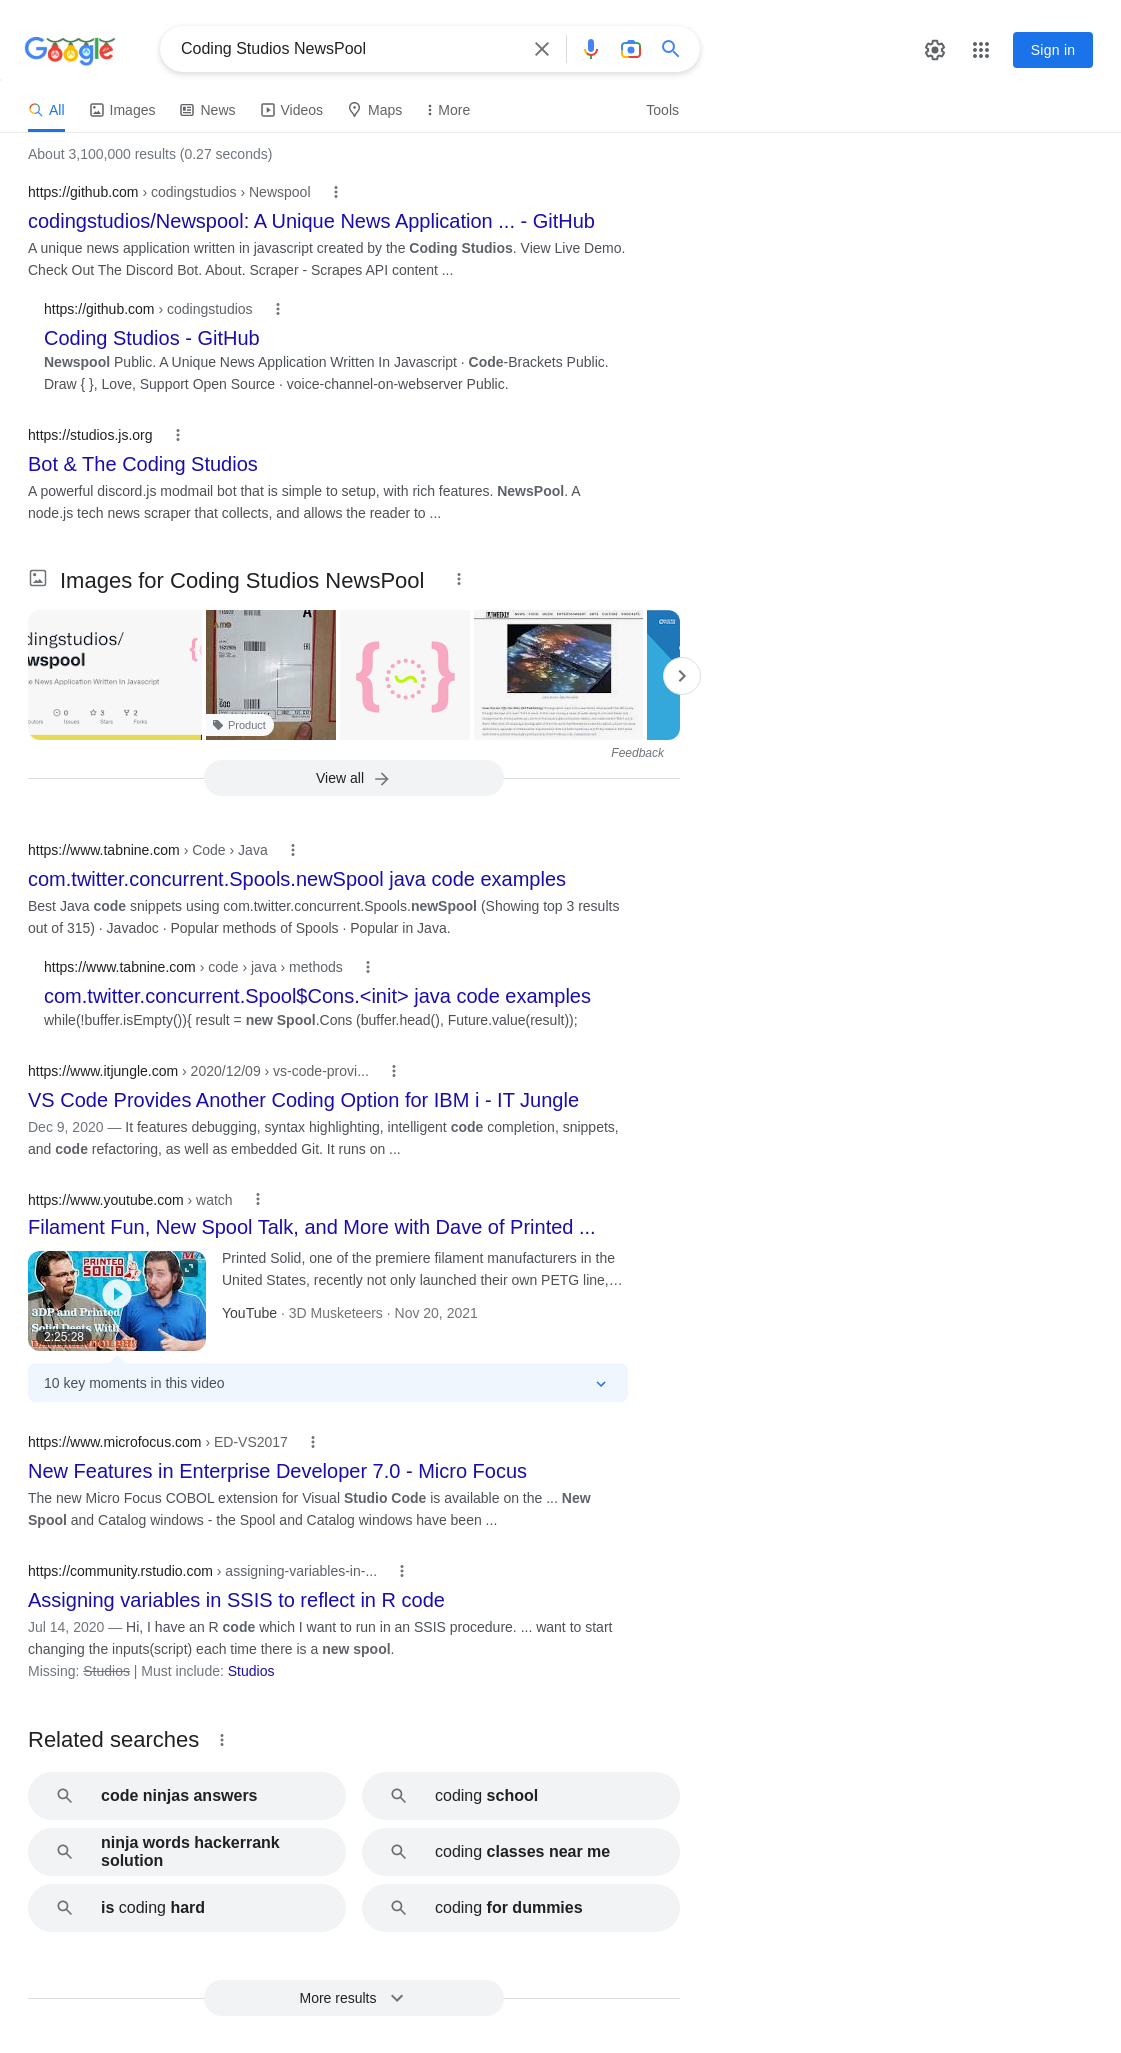 Google
Coding Studios NewsPool
Sign in
All
Images
News
Videos
Maps
More
Tools
About 3,100,000 results (0.27 seconds)
https://github.com › codingstudios › Newspool
codingstudios/Newspool: A Unique News Application ... - GitHub
A unique news application written in javascript created by the Coding Studios. View Live Demo.
Check Out The Discord Bot. About. Scraper - Scrapes API content ...
https://github.com › codingstudios
Coding Studios - GitHub
Newspool Public. A Unique News Application Written In Javascript · Code-Brackets Public.
Draw { }, Love, Support Open Source · voice-channel-on-webserver Public.
https://studios.js.org
Bot & The Coding Studios
A powerful discord.js modmail bot that is simple to setup, with rich features. NewsPool. A
node.js tech news scraper that collects, and allows the reader to ...
Images for Coding Studios NewsPool
dingstudios/
wspool
e News Application Written In Javascript
0
3
2
Issues
Stars
Forks
Product
Feedback
View all
https://www.tabnine.com › Code › Java
com.twitter.concurrent.Spools.newSpool java code examples
Best Java code snippets using com.twitter.concurrent.Spools.newSpool (Showing top 3 results
out of 315) · Javadoc · Popular methods of Spools · Popular in Java.
https://www.tabnine.com › code › java › methods
com.twitter.concurrent.Spool$Cons.<init> java code examples
while(!buffer.isEmpty()){ result = new Spool.Cons (buffer.head(), Future.value(result));
https://www.itjungle.com › 2020/12/09 › vs-code-provi...
VS Code Provides Another Coding Option for IBM i - IT Jungle
Dec 9, 2020 — It features debugging, syntax highlighting, intelligent code completion, snippets,
and code refactoring, as well as embedded Git. It runs on ...
https://www.youtube.com › watch
Filament Fun, New Spool Talk, and More with Dave of Printed ...
PRINTED
SOLID
3DP and Printed
Solid Deets With
2:25:28
Printed Solid, one of the premiere filament manufacturers in the
United States, recently not only launched their own PETG line,…
YouTube · 3D Musketeers · Nov 20, 2021
10 key moments in this video
https://www.microfocus.com › ED-VS2017
New Features in Enterprise Developer 7.0 - Micro Focus
The new Micro Focus COBOL extension for Visual Studio Code is available on the ... New
Spool and Catalog windows - the Spool and Catalog windows have been ...
https://community.rstudio.com › assigning-variables-in-...
Assigning variables in SSIS to reflect in R code
Jul 14, 2020 — Hi, I have an R code which I want to run in an SSIS procedure. ... want to start
changing the inputs(script) each time there is a new spool.
Missing: Studios | Must include: Studios
Related searches
code ninjas answers
coding school
ninja words hackerrank
solution
coding classes near me
is coding hard
coding for dummies
More results